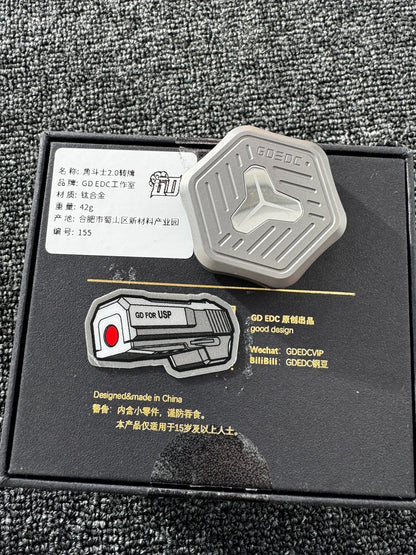 名称: 角斗士2.0转牌
品牌: GD EDC工作室
材质: 钛合金
重量: 42g
产地: 合肥市蜀山区新材料产业园
编号: 155
GD
GDEDC
GD FOR USP
GD EDC 原创出品
good design
Wechat: GDEDCVIP
BiliBili: GDEDC钢豆
Designed&made in China
警告: 内含小零件，谨防吞食。
本产品仅适用于15岁及以上人士。